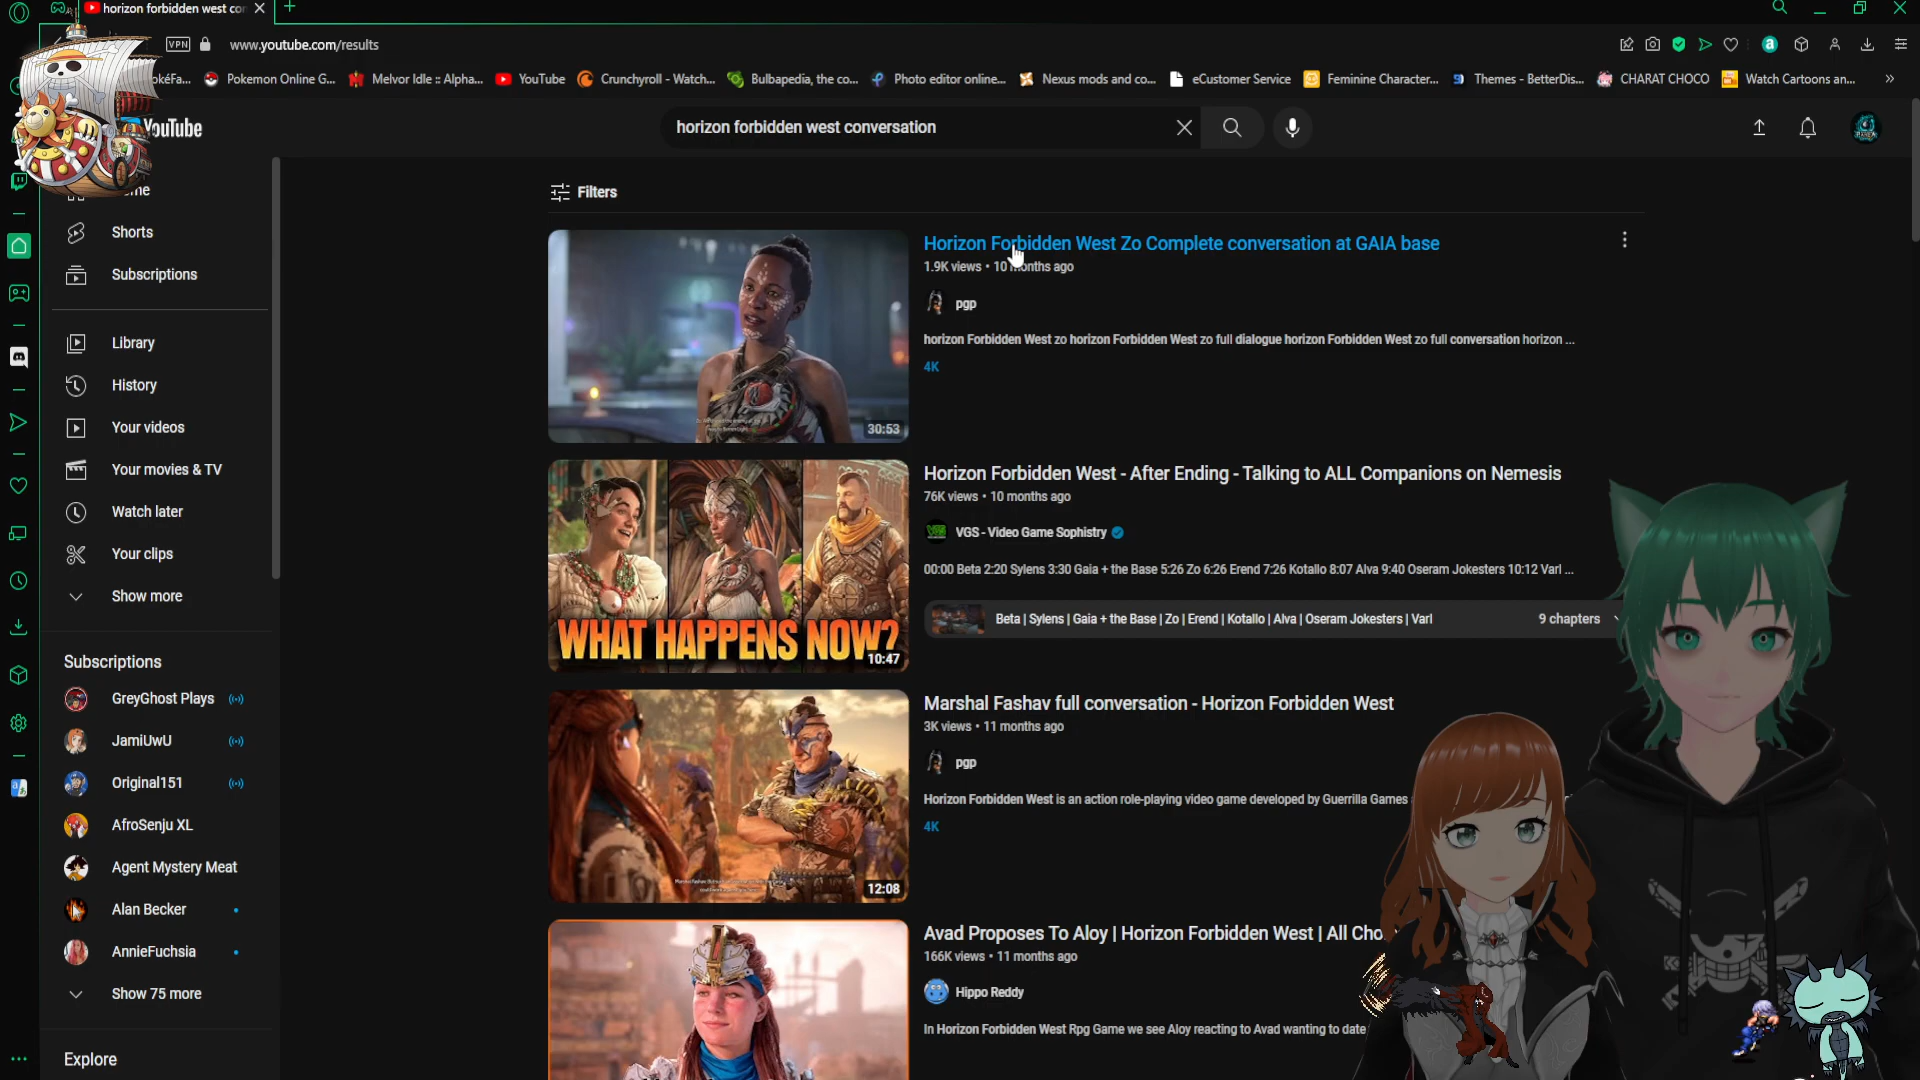 horizon forbidden west con
VPN
www.youtube.com/results
okéFa...
Pokemon Online G...
Melvor Idle :: Alpha...
YouTube
Crunchyroll - Watch...
Bulbapedia, the co...
Photo editor online...
Nexus mods and co...
eCustomer Service
Feminine Character...
Themes - BetterDis...
CHARAT CHOCO
Watch Cartoons an...
YouTube
horizon forbidden west conversation
Shorts
Subscriptions
Library
History
Your videos
Your movies & TV
Watch later
Your clips
Show more
Subscriptions
GreyGhost Plays
JamiUwU
Original151
AfroSenju XL
Agent Mystery Meat
Alan Becker
AnnieFuchsia
Show 75 more
Explore
Filters
30:53
Horizon Forbidden West Zo Complete conversation at GAIA base
1.9K views • 10 months ago
pgp
horizon Forbidden West zo horizon Forbidden West zo full dialogue horizon Forbidden West zo full conversation horizon ...
4K
WHAT HAPPENS NOW?
10:47
Horizon Forbidden West - After Ending - Talking to ALL Companions on Nemesis
76K views • 10 months ago
VGS - Video Game Sophistry
00:00 Beta 2:20 Sylens 3:30 Gaia + the Base 5:26 Zo 6:26 Erend 7:26 Kotallo 8:07 Alva 9:40 Oseram Jokesters 10:12 Varl ...
Beta | Sylens | Gaia + the Base | Zo | Erend | Kotallo | Alva | Oseram Jokesters | Varl
9 chapters
12:08
Marshal Fashav full conversation - Horizon Forbidden West
3K views • 11 months ago
pgp
Horizon Forbidden West is an action role-playing video game developed by Guerrilla Games
4K
Avad Proposes To Aloy | Horizon Forbidden West | All Cho
166K views • 11 months ago
Hippo Reddy
In Horizon Forbidden West Rpg Game we see Aloy reacting to Avad wanting to date